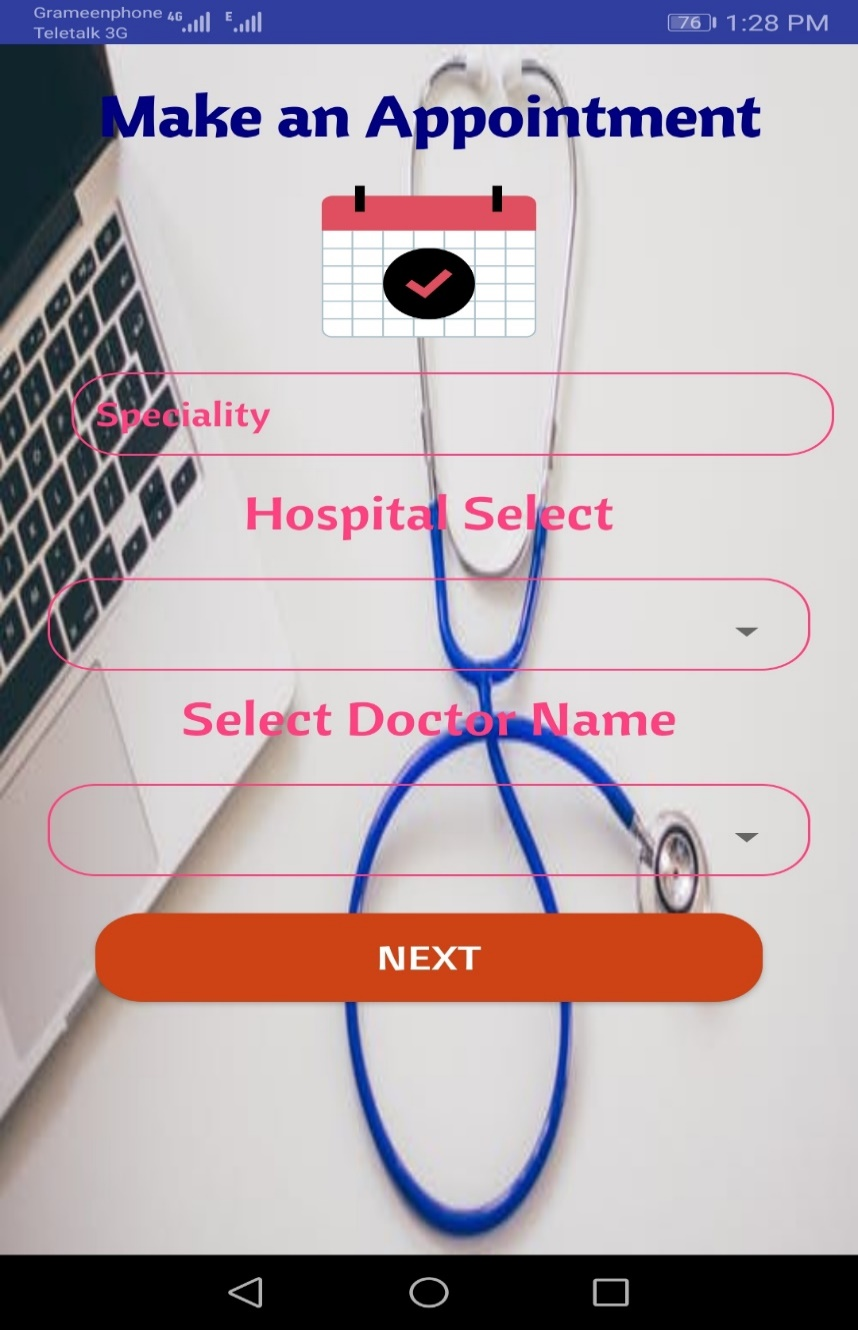 Grameenphone 4G E
Teletalk 3G
76 1:28 PM
Make an Appointment
Speciality
Hospital Select
Select Doctor Name
NEXT